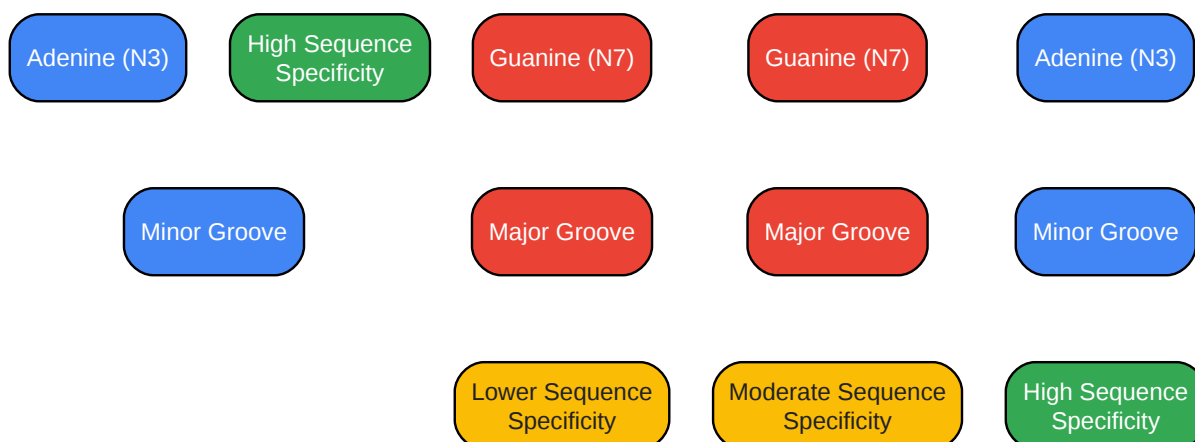 Adenine (N3)
High Sequence
Specificity
Guanine (N7)
Guanine (N7)
Adenine (N3)
Minor Groove
Major Groove
Major Groove
Minor Groove
Lower Sequence
Specificity
Moderate Sequence
Specificity
High Sequence
Specificity